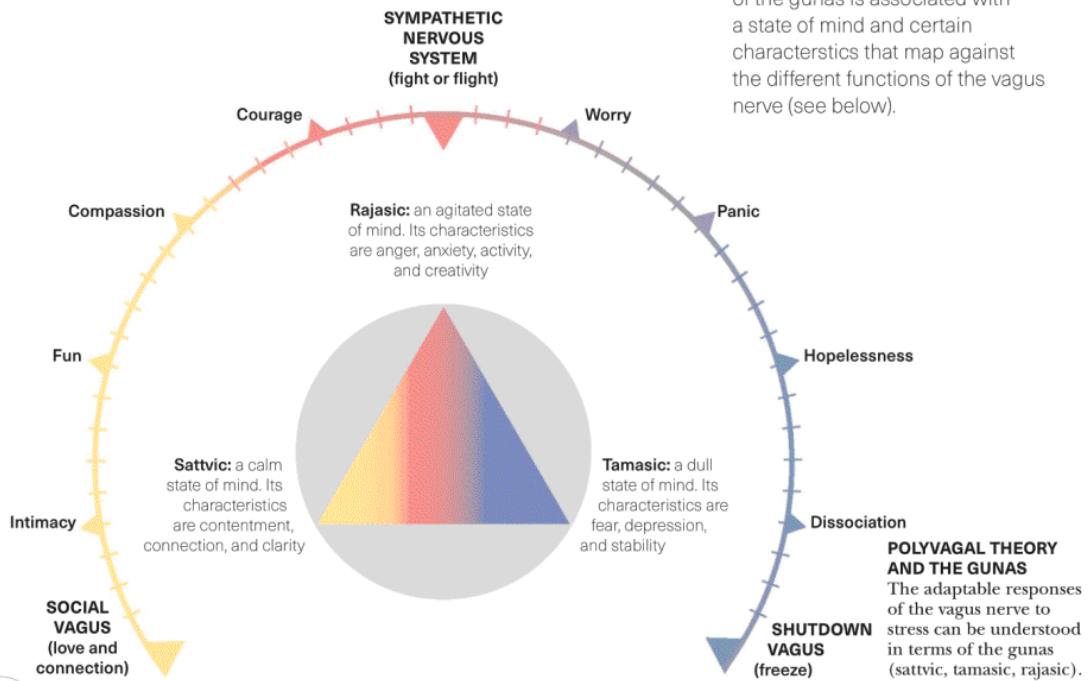 of the gunas is associated with
a state of mind and certain
characterstics that map against
the different functions of the vagus
nerve (see below).
SYMPATHETIC
NERVOUS
SYSTEM
(fight or flight)
Courage
Worry
Compassion
Panic
Rajasic: an agitated state
of mind. Its characteristics
are anger, anxiety, activity,
and creativity
Fun
Hopelessness
Sattvic: a calm
state of mind. Its
characteristics
are contentment,
connection, and clarity
Tamasic: a dull
state of mind. Its
characteristics are
fear, depression,
and stability
Intimacy
Dissociation
SOCIAL
VAGUS
(love and
connection)
SHUTDOWN
VAGUS
(freeze)
POLYVAGAL THEORY
AND THE GUNAS
The adaptable responses
of the vagus nerve to
stress can be understood
in terms of the gunas
(sattvic, tamasic, rajasic).